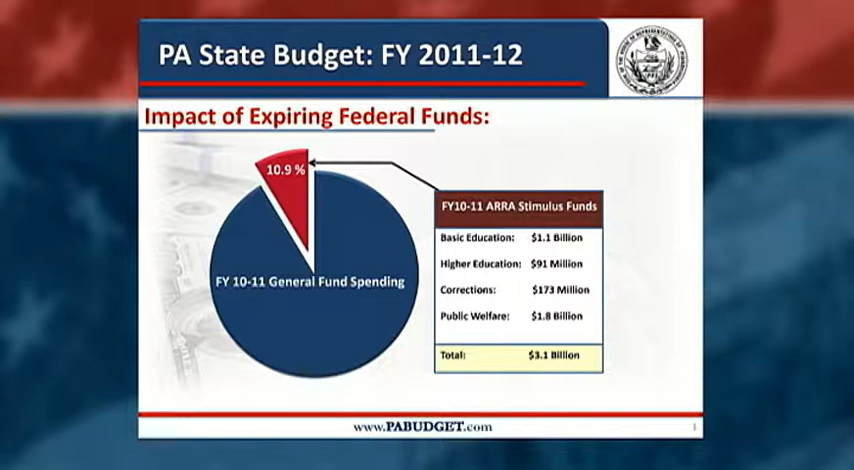 PA State Budget: FY 2011-12
Impact of Expiring Federal Funds:
10.9 %
FY 10-11 General Fund Spending
FY10-11 ARRA Stimulus Funds
Basic Education: $1.1 Billion
Higher Education: $91 Million
Corrections: $173 Million
Public Welfare: $1.8 Billion
Total: $3.1 Billion
www.PABUDGET.com
1